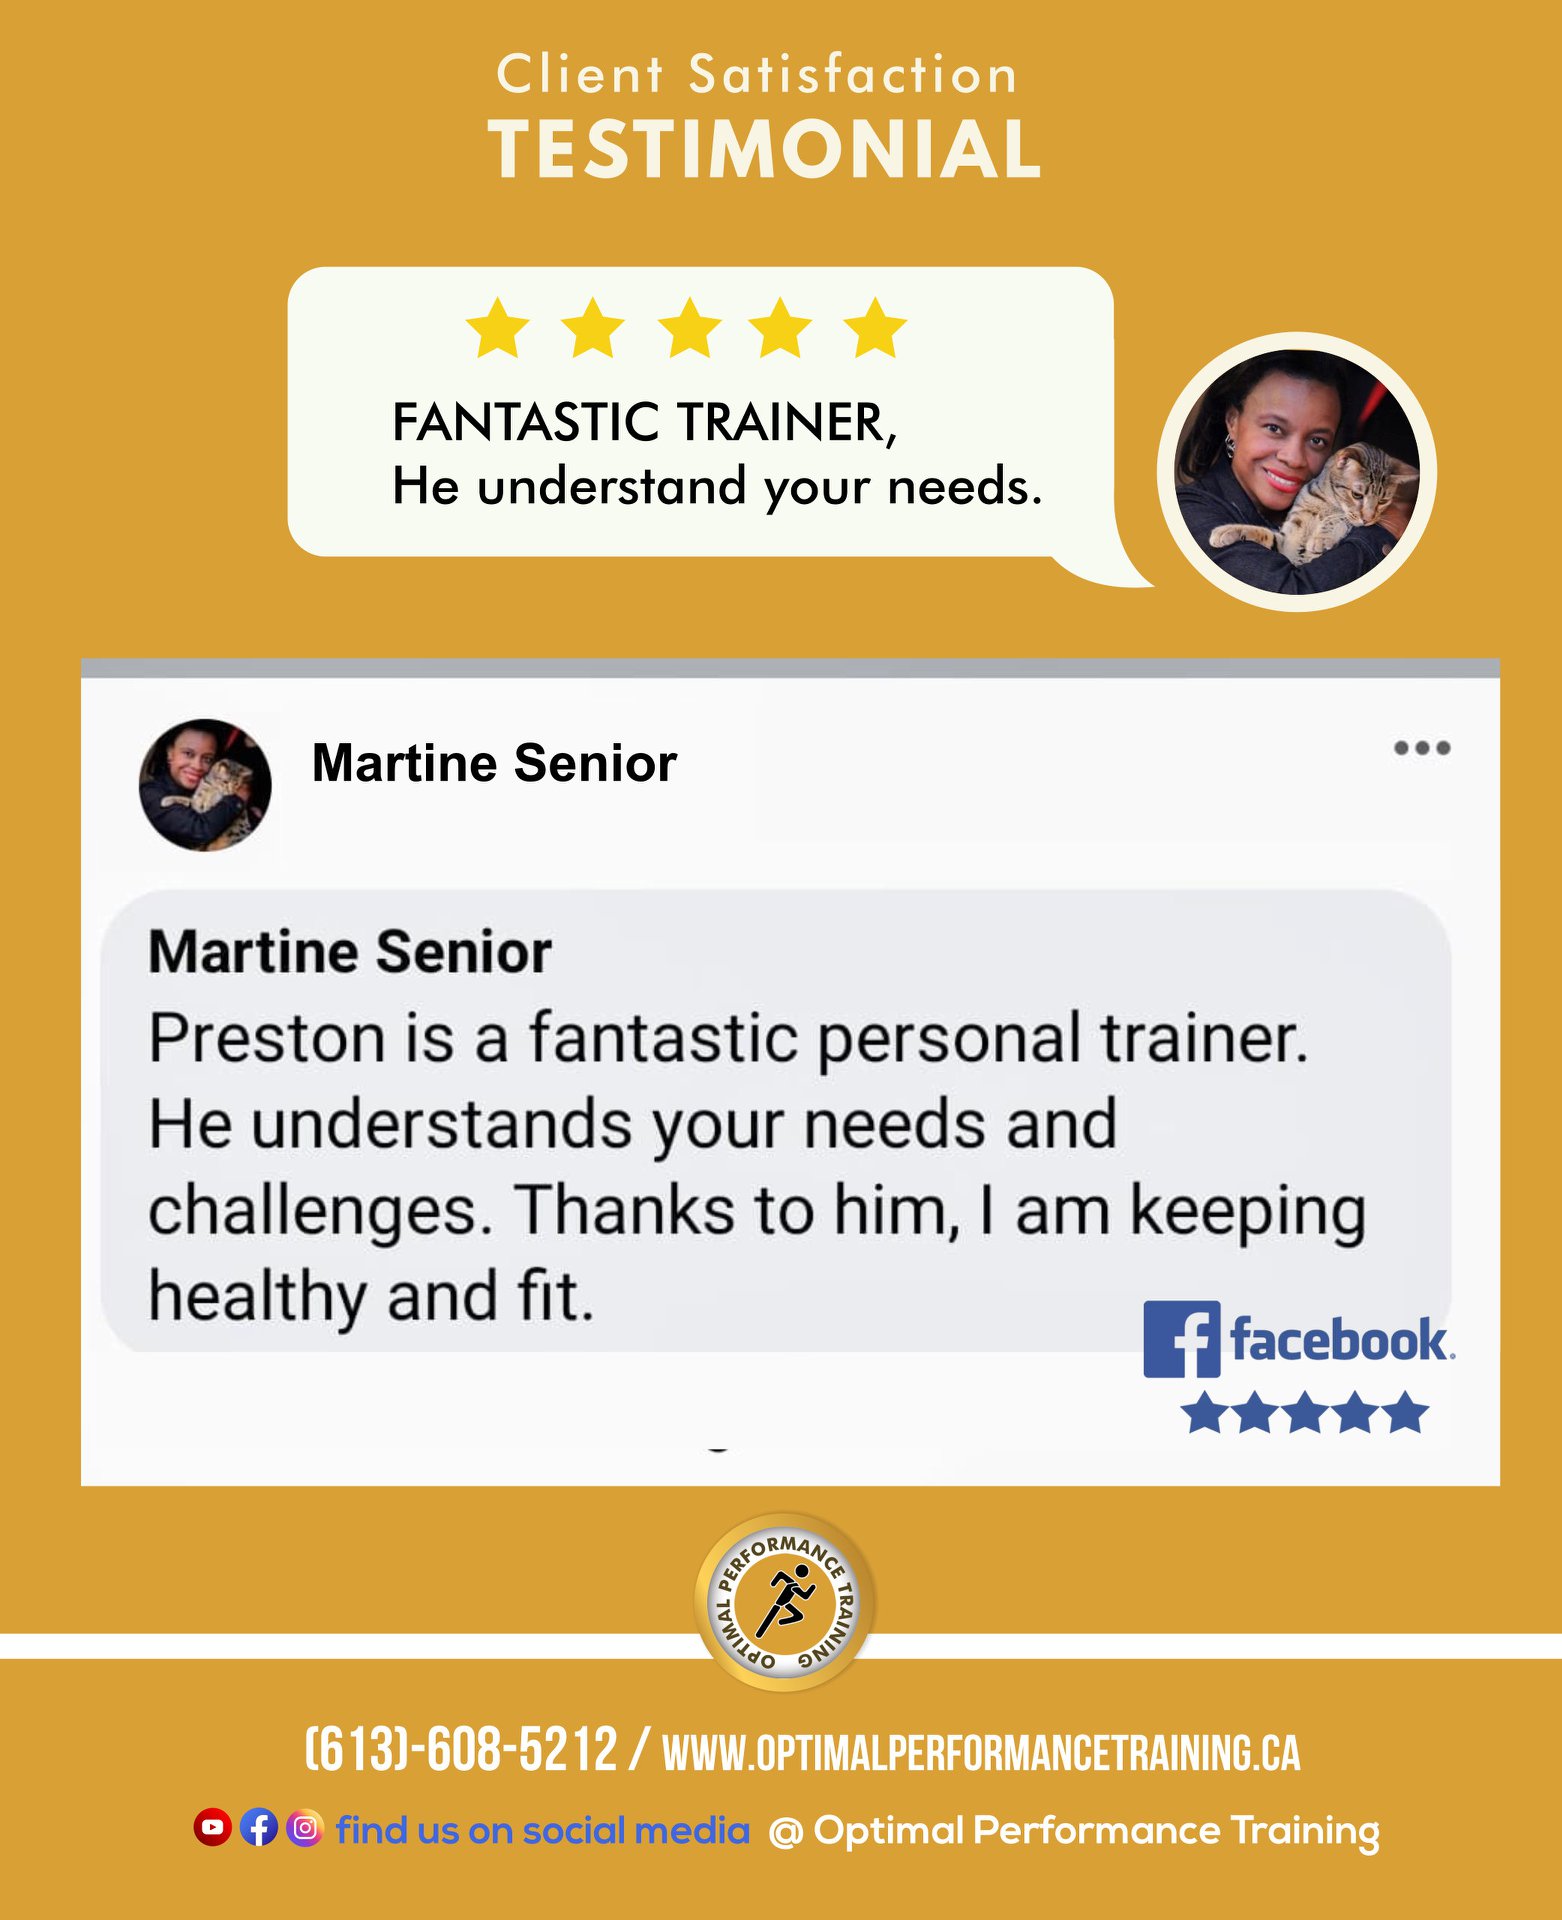 Client Satisfaction
TESTIMONIAL
FANTASTIC TRAINER,
He understand your needs.
Martine Senior
Martine Senior
Preston is a fantastic personal trainer.
He understands your needs and
challenges. Thanks to him, I am keeping
healthy and fit.
facebook.
OPTIMAL PERFORMANCE TRAINING
(613)-608-5212 / WWW.OPTIMALPERFORMANCETRAINING.CA
find us on social media @ Optimal Performance Training